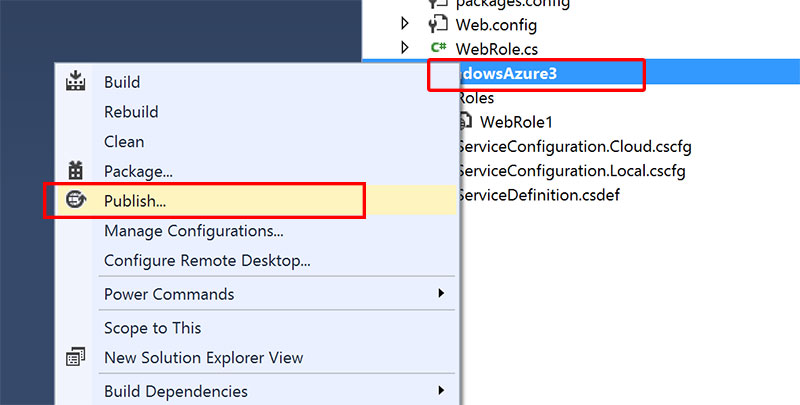 packages.config
Web.config
C# WebRole.cs
dowsAzure3
Roles
WebRole1
ServiceConfiguration.Cloud.cscfg
ServiceConfiguration.Local.cscfg
ServiceDefinition.csdef
Build
Rebuild
Clean
Package...
Publish...
Manage Configurations...
Configure Remote Desktop...
Power Commands
Scope to This
New Solution Explorer View
Build Dependencies